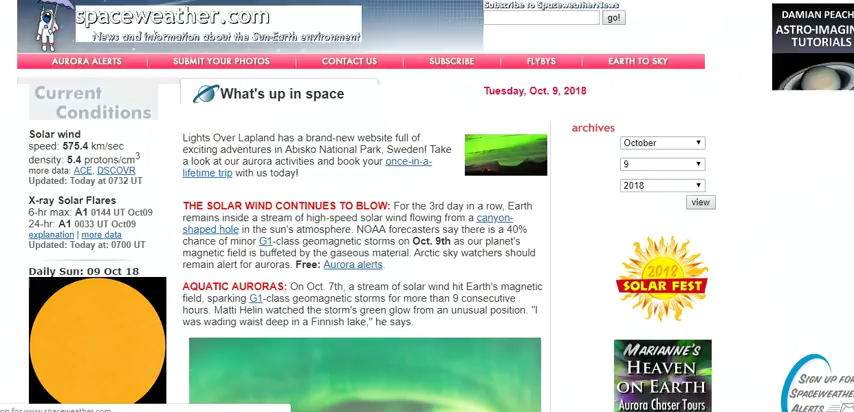 spaceweather.com
News and information about the Sun-Earth environment
Subscribe to SpaceweatherNews
go!
DAMIAN PEACH
ASTRO-IMAGIN
TUTORIALS
AURORA ALERTS | SUBMIT YOUR PHOTOS | CONTACT US | SUBSCRIBE | FLYBYS | EARTH TO SKY
Current
Conditions
Solar wind
speed: 575.4 km/sec
density: 5.4 protons/cm3
more data: ACE, DSCOVR
Updated: Today at 0732 UT
X-ray Solar Flares
6-hr max: A1 0144 UT Oct09
24-hr: A1 0033 UT Oct09
explanation | more data
Updated: Today at: 0700 UT
Daily Sun: 09 Oct 18
What's up in space
Tuesday, Oct. 9, 2018
Lights Over Lapland has a brand-new website full of
exciting adventures in Abisko National Park, Sweden! Take
a look at our aurora activities and book your once-in-a-
lifetime trip with us today!
THE SOLAR WIND CONTINUES TO BLOW: For the 3rd day in a row, Earth
remains inside a stream of high-speed solar wind flowing from a canyon-
shaped hole in the sun's atmosphere. NOAA forecasters say there is a 40%
chance of minor G1-class geomagnetic storms on Oct. 9th as our planet's
magnetic field is buffeted by the gaseous material. Arctic sky watchers should
remain alert for auroras. Free: Aurora alerts.
AQUATIC AURORAS: On Oct. 7th, a stream of solar wind hit Earth's magnetic
field, sparking G1-class geomagnetic storms for more than 9 consecutive
hours. Matti Helin watched the storm's green glow from an unusual position. "I
was wading waist deep in a Finnish lake," he says.
archives
October
9
2018
view
2018
SOLAR FEST
MARIANNE'S
HEAVEN
ON EARTH
Aurora Chaser Tours
SIGN UP FOR
SPACEWEATHER
ALERTS
ng for www.spaceweather.com